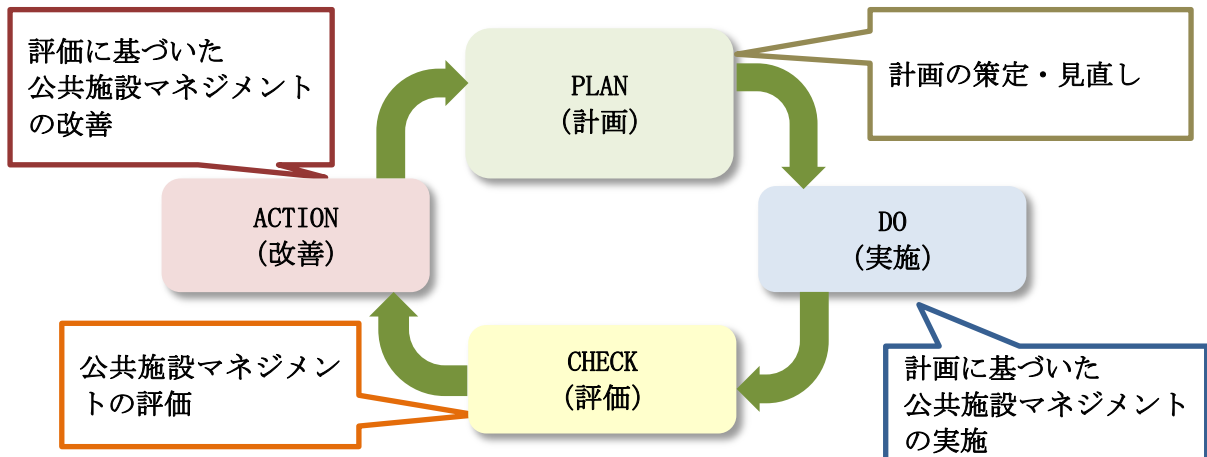 評価に基づいた
公共施設マネジメント
の改善
PLAN
(計画)
計画の策定・見直し
ACTION
(改善)
DO
(実施)
公共施設マネジメン
トの評価
CHECK
(評価)
計画に基づいた
公共施設マネジメント
の実施